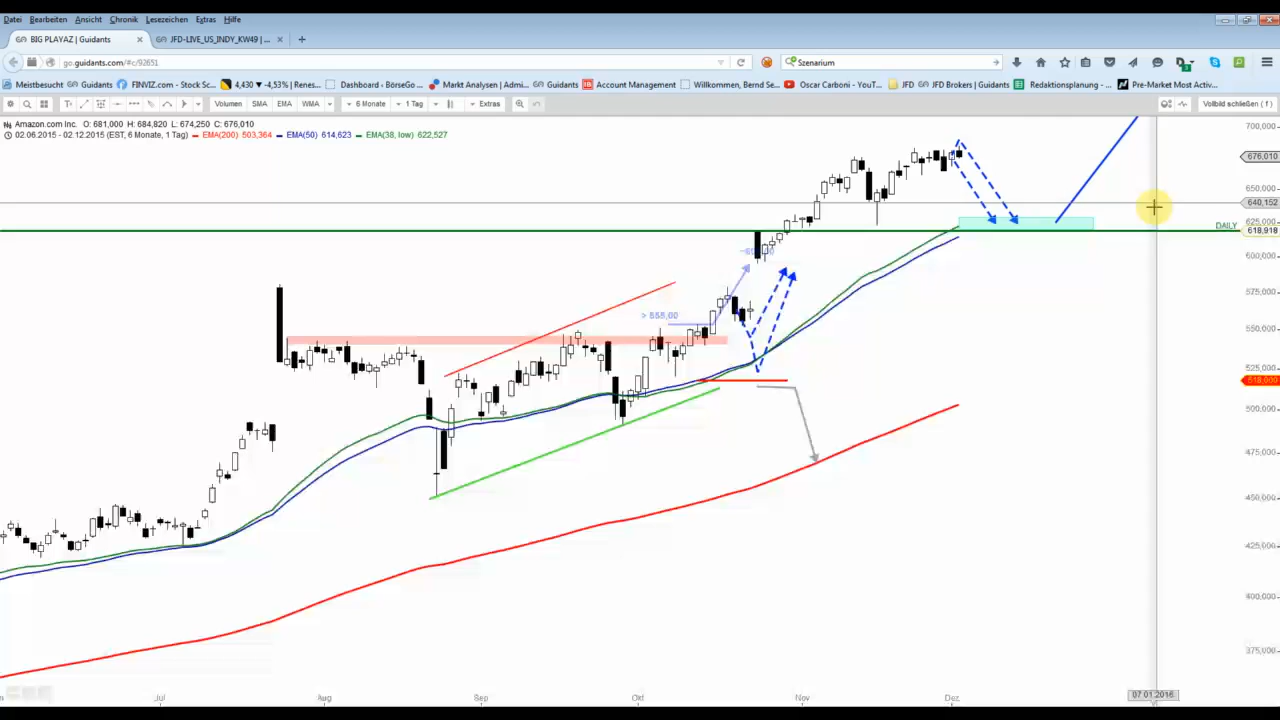 Datei Bearbeiten Ansicht Chronik Lesezeichen Extras Hilfe
BIG PLAYAZ | Guidants × JFD-LIVE_US_INDY_KW49 | ... × +
go.guidants.com/#c/92651 Szenarium
Meistbesucht Guidants FINVIZ.com - Stock Sc... 4,430 ▼ -4,53% | Renes... Dashboard - BörseGo ... Markt Analysen | Admi... Guidants Account Management Willkommen, Bernd Se... Oscar Carboni - YouT... JFD JFD Brokers | Guidants Redaktionsplanung - ... Pre-Market Most Activ...
Volumen SMA EMA WMA 6 Monate 1 Tag Extras Vollbild schließen ( f )
Amazon.com Inc. O: 681,000 H: 684,820 L: 674,250 C: 676,010
02.06.2015 - 02.12.2015 (EST, 6 Monate, 1 Tag) EMA(200) 503,364 EMA(50) 614,623 EMA(38, low) 622,527
700,000
676,010
650,000
640,152
625,000
DAILY
618,918
600,000
575,000
> 555,00
550,000
525,000
518,000
500,000
475,000
450,000
425,000
400,000
375,000
Jul Aug Sep Okt Nov Dez 07.01.2016